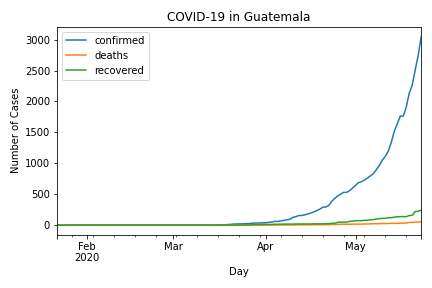 COVID-19 in Guatemala
confirmed
deaths
recovered
Number of Cases
3000
2500
2000
1500
1000
500
0
Feb
2020
Mar
Apr
May
Day